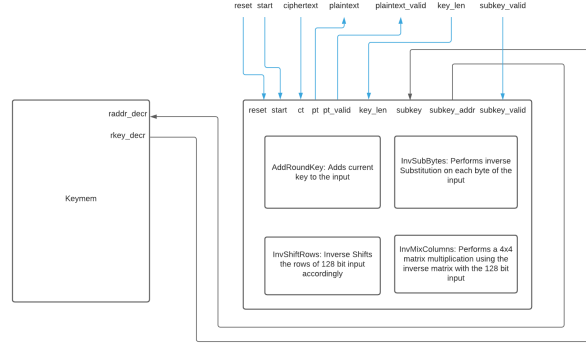 reset start ciphertext plaintext plaintext_valid key_len subkey_valid
reset start ct pt pt_valid key_len subkey subkey_addr subkey_valid
raddr_decr
rkey_decr
Keymem
AddRoundKey: Adds current
key to the input
InvSubBytes: Performs inverse
Substitution on each byte of the
input
InvShiftRows: Inverse Shifts
the rows of 128 bit input
accordingly
InvMixColumns: Performs a 4x4
matrix multiplication using the
inverse matrix with the 128 bit
input